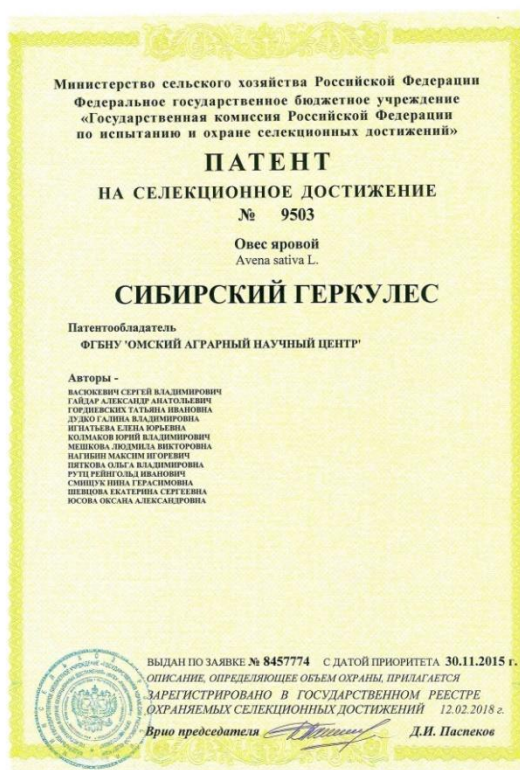 Министерство сельского хозяйства Российской Федерации
Федеральное государственное бюджетное учреждение
«Государственная комиссия Российской Федерации
по испытанию и охране селекционных достижений»
ПАТЕНТ
НА СЕЛЕКЦИОННОЕ ДОСТИЖЕНИЕ
№ 9503
Овес яровой
Avena sativa L.
СИБИРСКИЙ ГЕРКУЛЕС
Патентообладатель
ФГБНУ 'ОМСКИЙ АГРАРНЫЙ НАУЧНЫЙ ЦЕНТР'
Авторы -
ВАСЮКЕВИЧ СЕРГЕЙ ВЛАДИМИРОВИЧ
ГАЙДАР АЛЕКСАНДР АНАТОЛЬЕВИЧ
ГОРДИЕВСКИХ ТАТЬЯНА ИВАНОВНА
ДУДКО ГАЛИНА ВЛАДИМИРОВНА
ИГНАТЬЕВА ЕЛЕНА ЮРЬЕВНА
КОЛМАКОВ ЮРИЙ ВЛАДИМИРОВИЧ
МЕШКОВА ЛЮДМИЛА ВИКТОРОВНА
НАГИБИН МАКСИМ ИГОРЕВИЧ
ПЯТКОВА ОЛЬГА ВЛАДИМИРОВНА
РУТЦ РЕЙНГОЛЬД ИВАНОВИЧ
СМИЩУК НИНА ГЕРАСИМОВНА
ШЕВЦОВА ЕКАТЕРИНА СЕРГЕЕВНА
ЮСОВА ОКСАНА АЛЕКСАНДРОВНА
ВЫДАН ПО ЗАЯВКЕ № 8457774 С ДАТОЙ ПРИОРИТЕТА 30.11.2015 г.
ОПИСАНИЕ, ОПРЕДЕЛЯЮЩЕЕ ОБЪЕМ ОХРАНЫ, ПРИЛАГАЕТСЯ
ЗАРЕГИСТРИРОВАНО В ГОСУДАРСТВЕННОМ РЕЕСТРЕ
ОХРАНЯЕМЫХ СЕЛЕКЦИОННЫХ ДОСТИЖЕНИЙ 12.02.2018 г.
Врио председателя Д.И. Паспеков